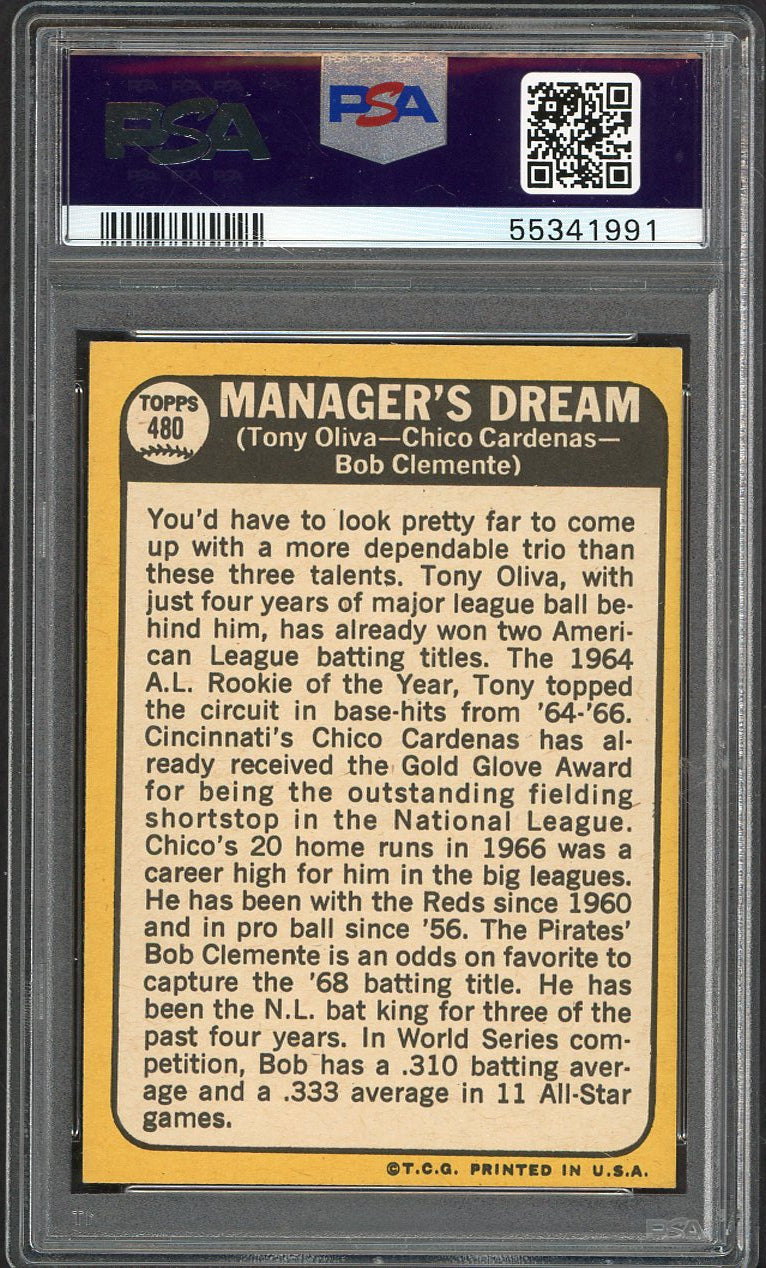 PSA
PSA
55341991
TOPPS
480
MANAGER'S DREAM
(Tony Oliva—Chico Cardenas—
Bob Clemente)
You'd have to look pretty far to come
up with a more dependable trio than
these three talents. Tony Oliva, with
just four years of major league ball be-
hind him, has already won two Ameri-
can League batting titles. The 1964
A.L. Rookie of the Year, Tony topped
the circuit in base-hits from '64-'66.
Cincinnati's Chico Cardenas has al-
ready received the Gold Glove Award
for being the outstanding fielding
shortstop in the National League.
Chico's 20 home runs in 1966 was a
career high for him in the big leagues.
He has been with the Reds since 1960
and in pro ball since '56. The Pirates'
Bob Clemente is an odds on favorite to
capture the '68 batting title. He has
been the N.L. bat king for three of the
past four years. In World Series com-
petition, Bob has a .310 batting aver-
age and a .333 average in 11 All-Star
games.
©T.C.G. PRINTED IN U.S.A.
PSA